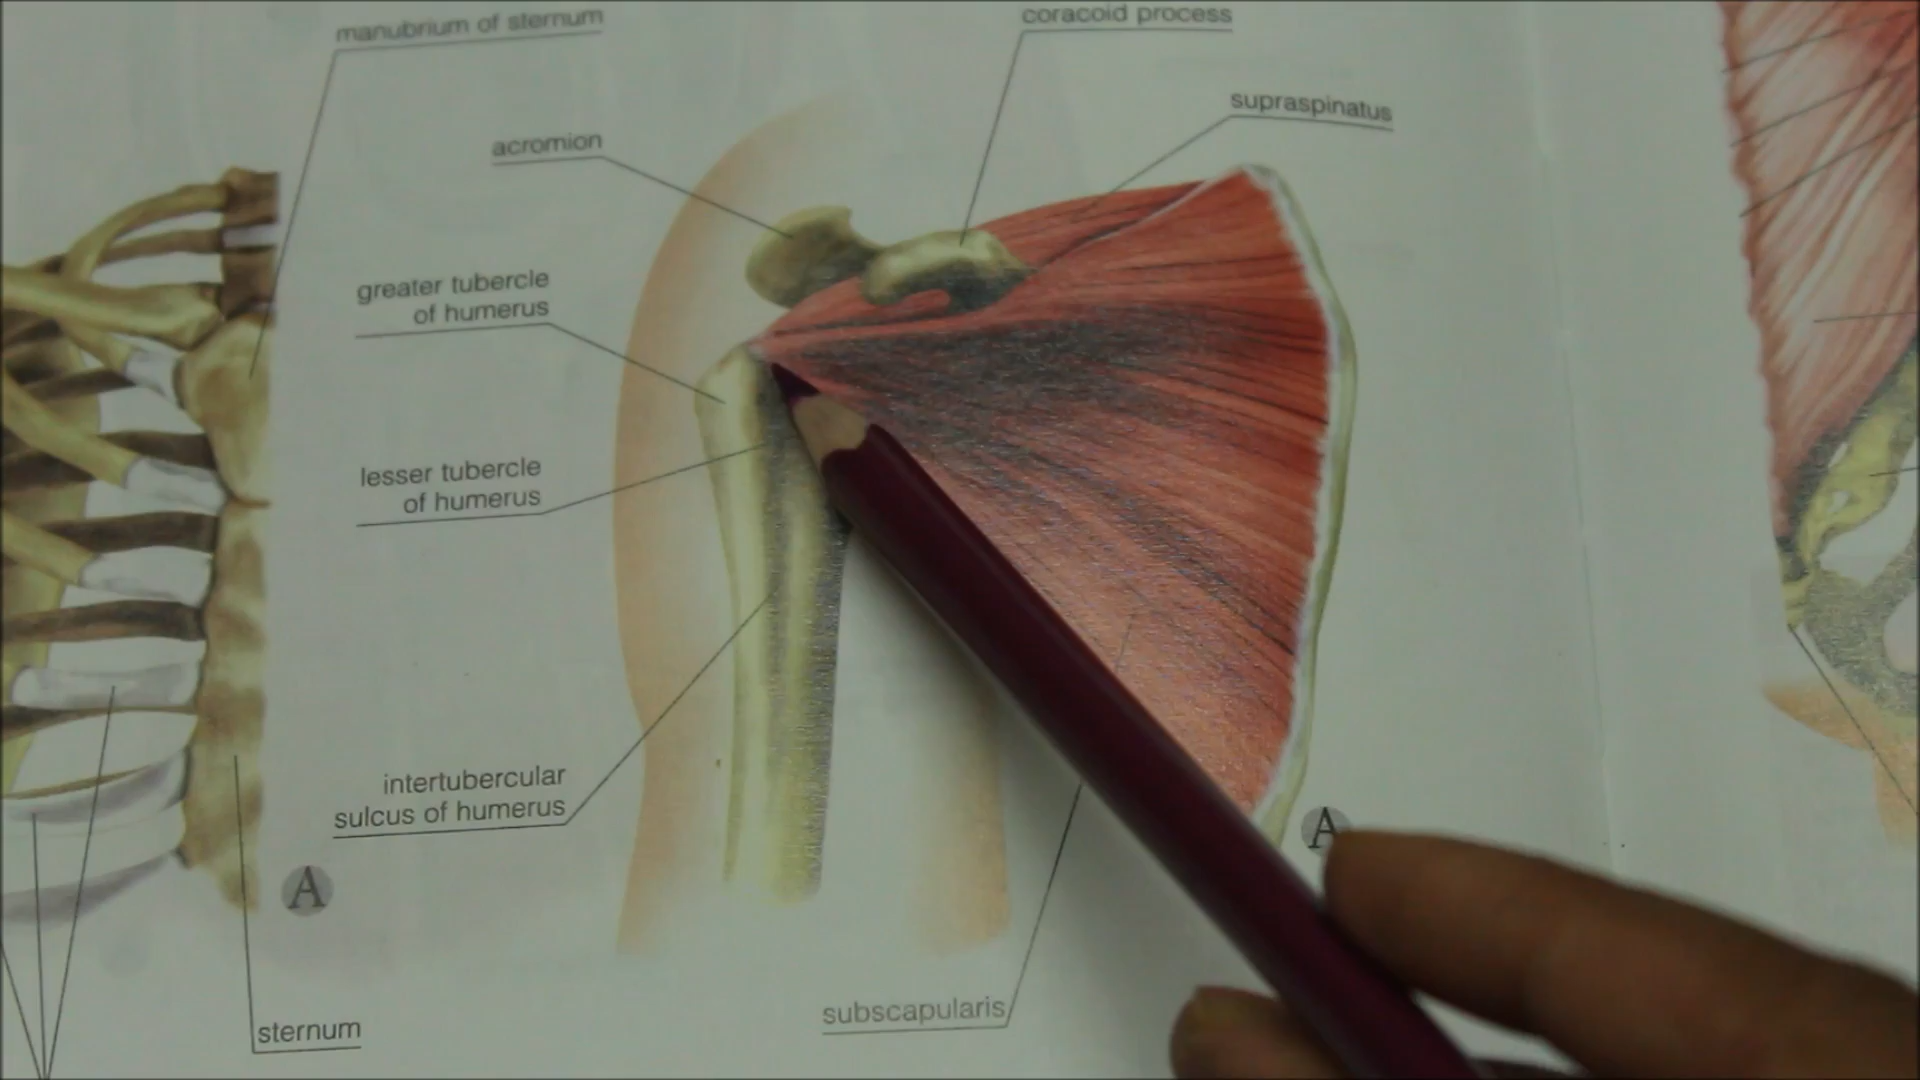 manubrium of sternum
coracoid process
supraspinatus
acromion
greater tubercle
of humerus
lesser tubercle
of humerus
intertubercular
sulcus of humerus
A
A
subscapularis
sternum